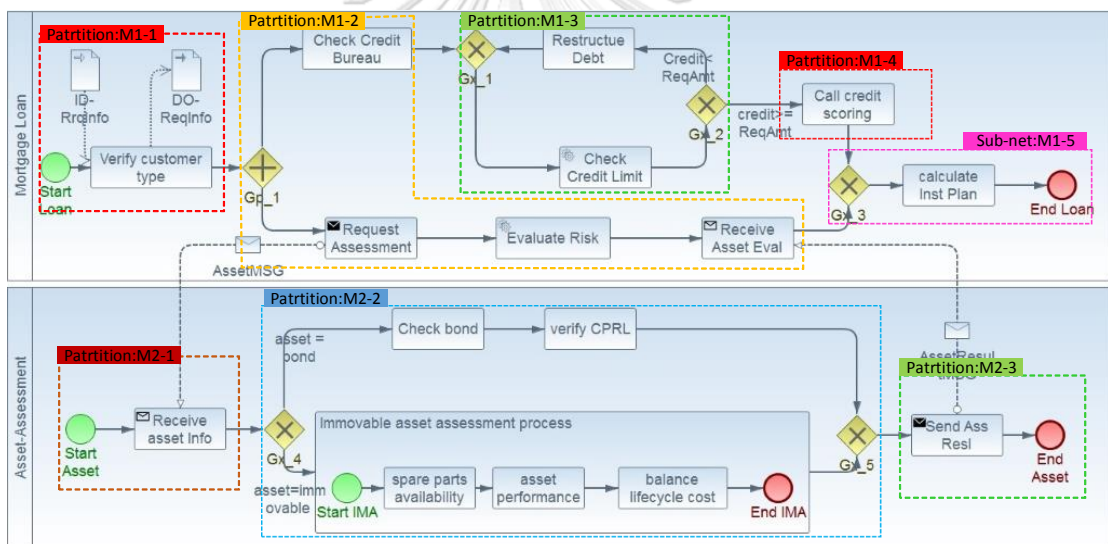 Patrtition:M1-1
Patrtition:M1-2
Patrtition:M1-3
Patrtition:M1-4
Sub-net:M1-5
Mortgage Loan
ID-
RrqInfo
DO-
ReqInfo
Verify customer
type
Start
Loan
Gp_1
Check Credit
Bureau
Gx_1
Restructue
Debt
Credit<
ReqAmt
Gx_2
Check
Credit Limit
credit>=
ReqAmt
Call credit
scoring
Request
Assessment
Evaluate Risk
Receive
Asset Eval
Gx_3
calculate
Inst Plan
End Loan
AssetMSG
AssetResul
tMSG
Asset-Assessment
Patrtition:M2-1
Patrtition:M2-2
Patrtition:M2-3
Start
Asset
Receive
asset Info
Gx_4
asset =
bond
Check bond
verify CPRL
asset=imm
ovable
Immovable asset assessment process
Start IMA
spare parts
availability
asset
performance
balance
lifecycle cost
End IMA
Gx_5
Send Ass
Resl
End
Asset